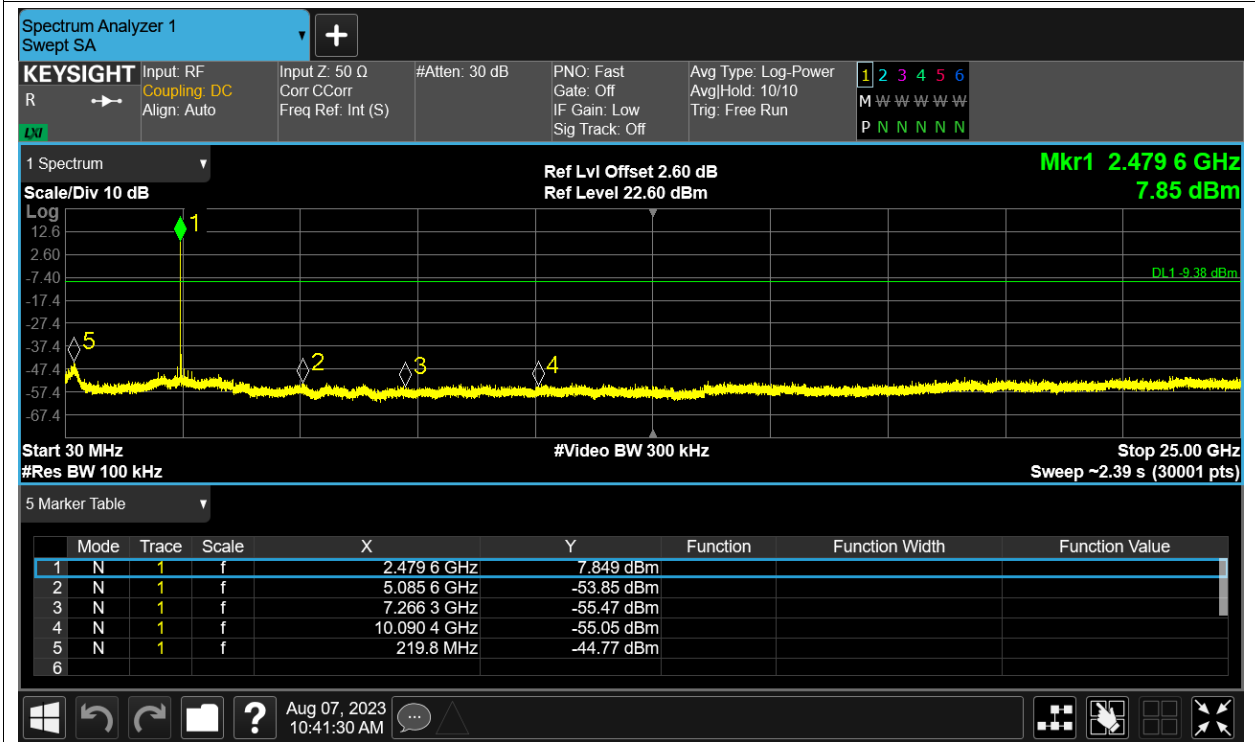 Spectrum Analyzer 1
Swept SA
KEYSIGHT
R
LXI
Input: RF
Coupling: DC
Align: Auto
Input Z: 50 Ω
Corr CCorr
Freq Ref: Int (S)
#Atten: 30 dB
PNO: Fast
Gate: Off
IF Gain: Low
Sig Track: Off
Avg Type: Log-Power
Avg|Hold: 10/10
Trig: Free Run
1 2 3 4 5 6
M W W W W W
P N N N N N
1 Spectrum
Scale/Div 10 dB
Ref Lvl Offset 2.60 dB
Ref Level 22.60 dBm
Mkr1 2.479 6 GHz
7.85 dBm
Log
12.6
2.60
-7.40
-17.4
-27.4
-37.4
-47.4
-57.4
-67.4
1
DL1 -9.38 dBm
5
2
3
4
Start 30 MHz
#Video BW 300 kHz
Stop 25.00 GHz
#Res BW 100 kHz
Sweep ~2.39 s (30001 pts)
5 Marker Table
Mode Trace Scale X Y Function Function Width Function Value
1 N 1 f 2.479 6 GHz 7.849 dBm
2 N 1 f 5.085 6 GHz -53.85 dBm
3 N 1 f 7.266 3 GHz -55.47 dBm
4 N 1 f 10.090 4 GHz -55.05 dBm
5 N 1 f 219.8 MHz -44.77 dBm
6
?
Aug 07, 2023
10:41:30 AM